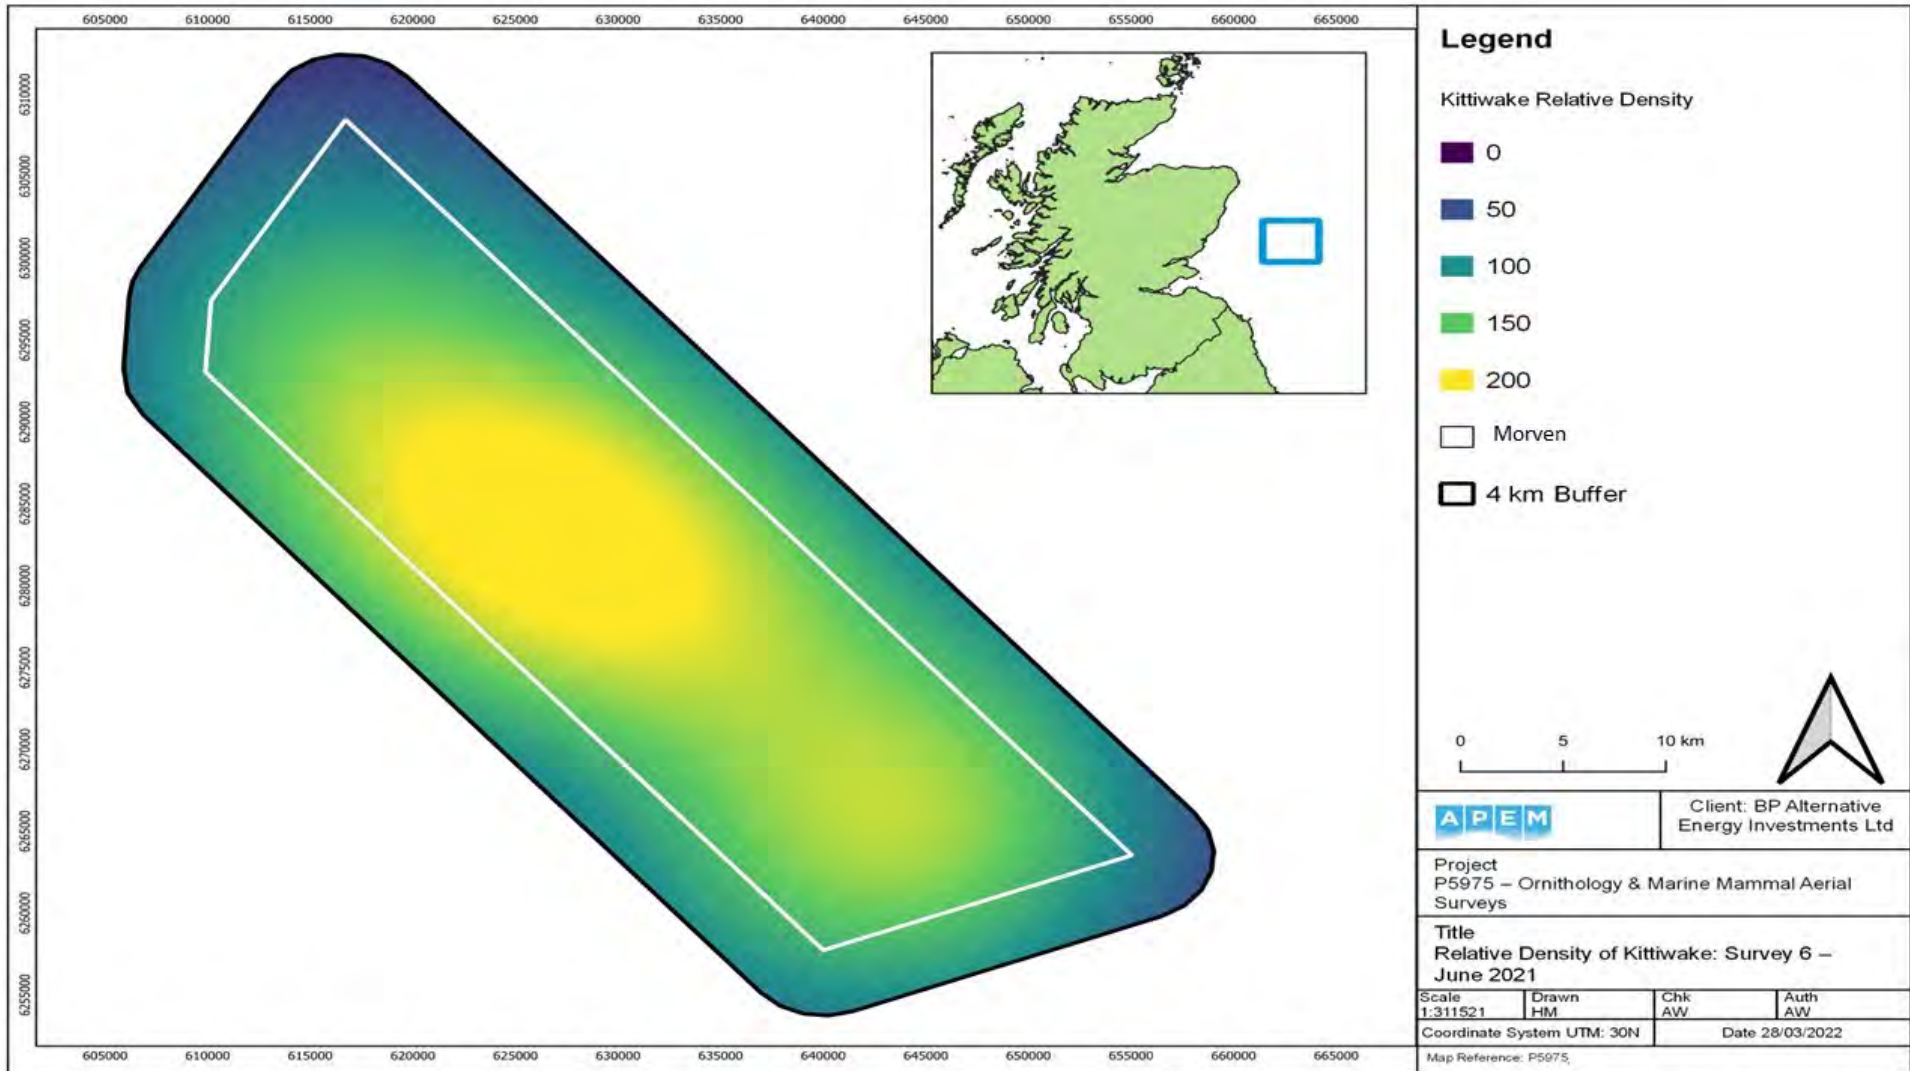 605000 610000 615000 620000 625000 630000 635000 640000 645000 650000 655000 660000 665000
6310000
6305000
6300000
6295000
6290000
6285000
6280000
6275000
6270000
6265000
6260000
6255000
605000 610000 615000 620000 625000 630000 635000 640000 645000 650000 655000 660000 665000
Legend
Kittiwake Relative Density
0
50
100
150
200
Morven
4 km Buffer
0 5 10 km
APEM
Client: BP Alternative
Energy Investments Ltd
Project
P5975 – Ornithology & Marine Mammal Aerial
Surveys
Title
Relative Density of Kittiwake: Survey 6 –
June 2021
Scale Drawn Chk Auth
1:311521 HM AW AW
Coordinate System UTM: 30N Date 28/03/2022
Map Reference: P5975